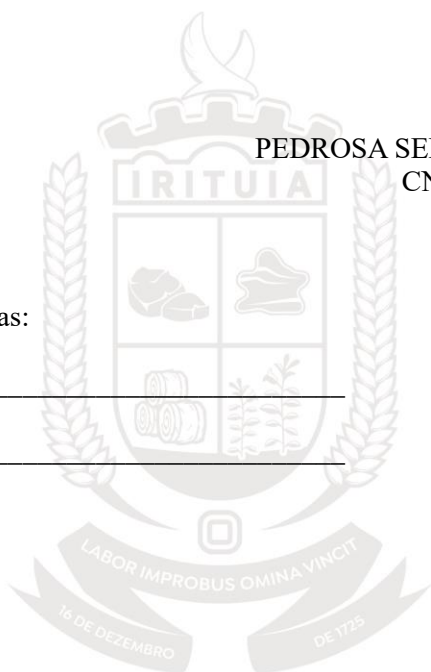 PEDROSA SE
CN
IRITUIA
as:
LABOR IMPROBUS OMINA VINCIT
16 DE DEZEMBRO
DE 1725